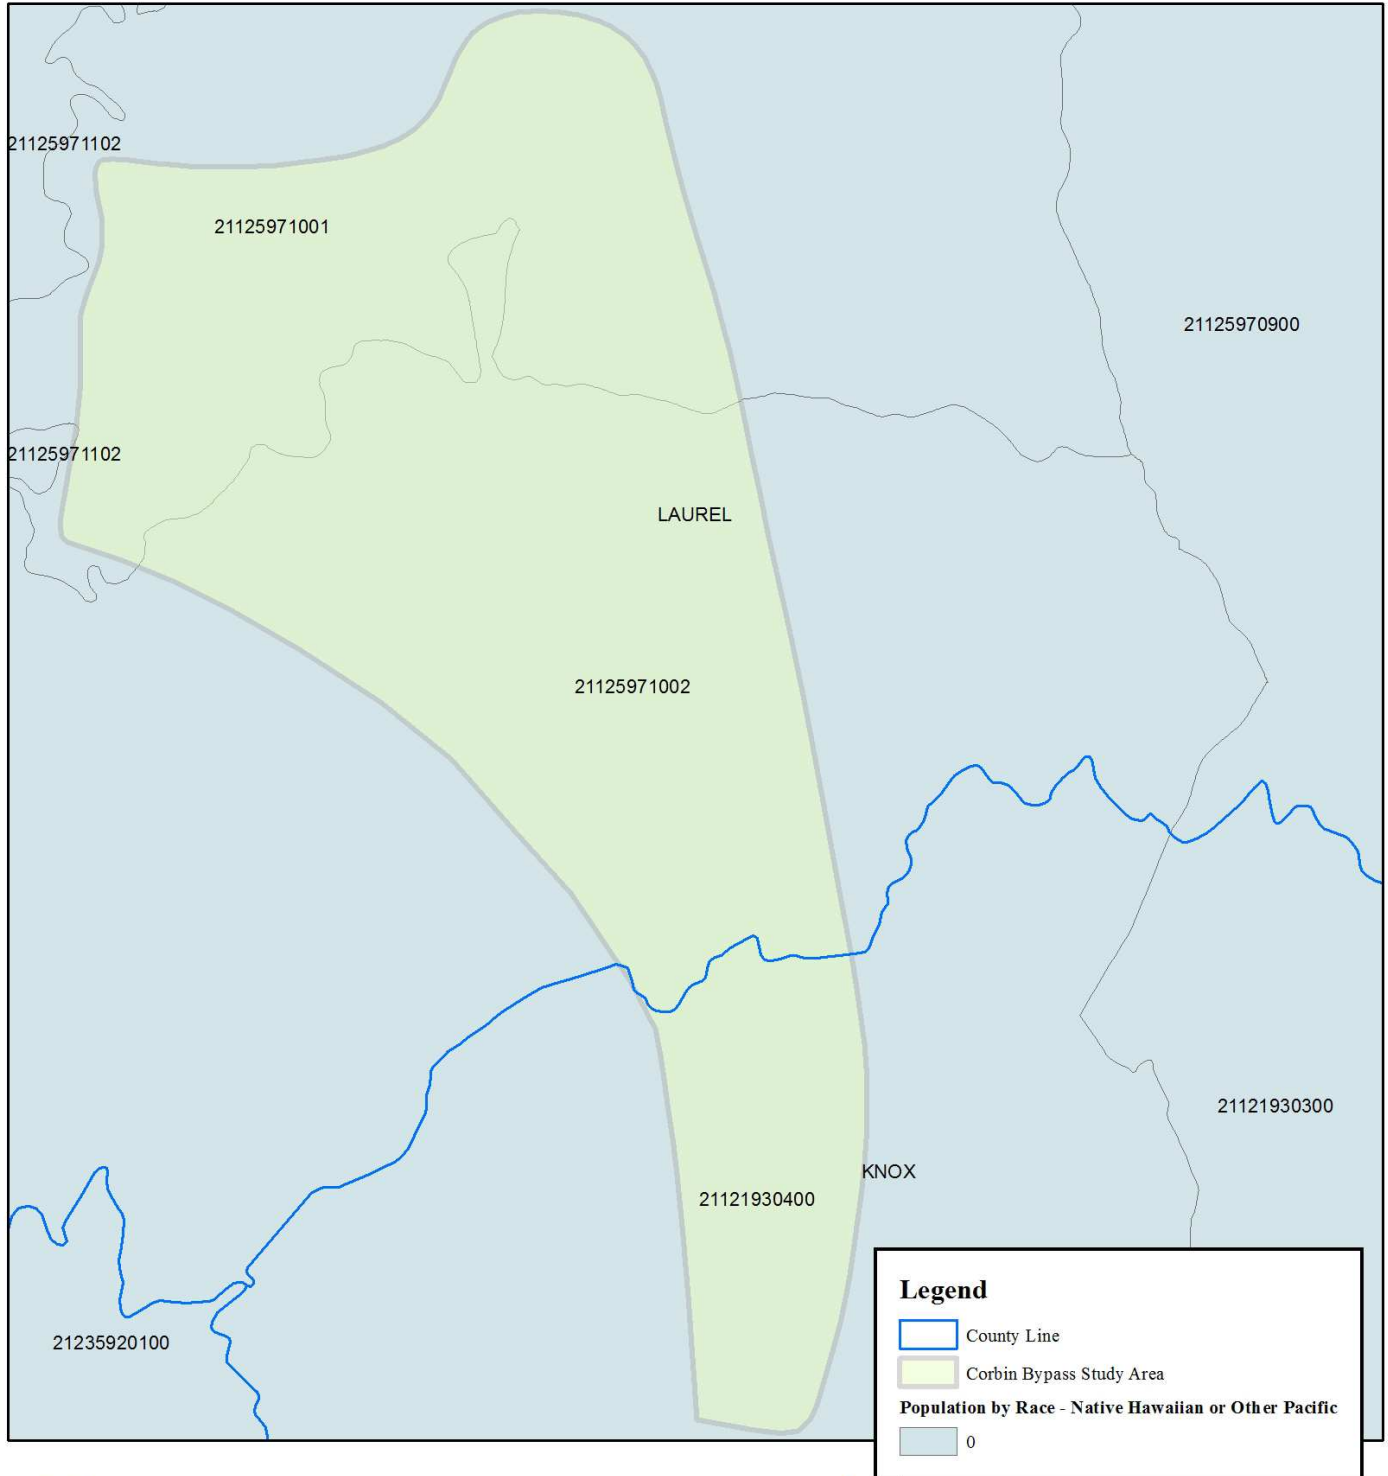 21125971102
21125971001
21125970900
21125971102
LAUREL
21125971002
21121930300
KNOX
21121930400
21235920100
Legend
County Line
Corbin Bypass Study Area
Population by Race - Native Hawaiian or Other Pacific
0